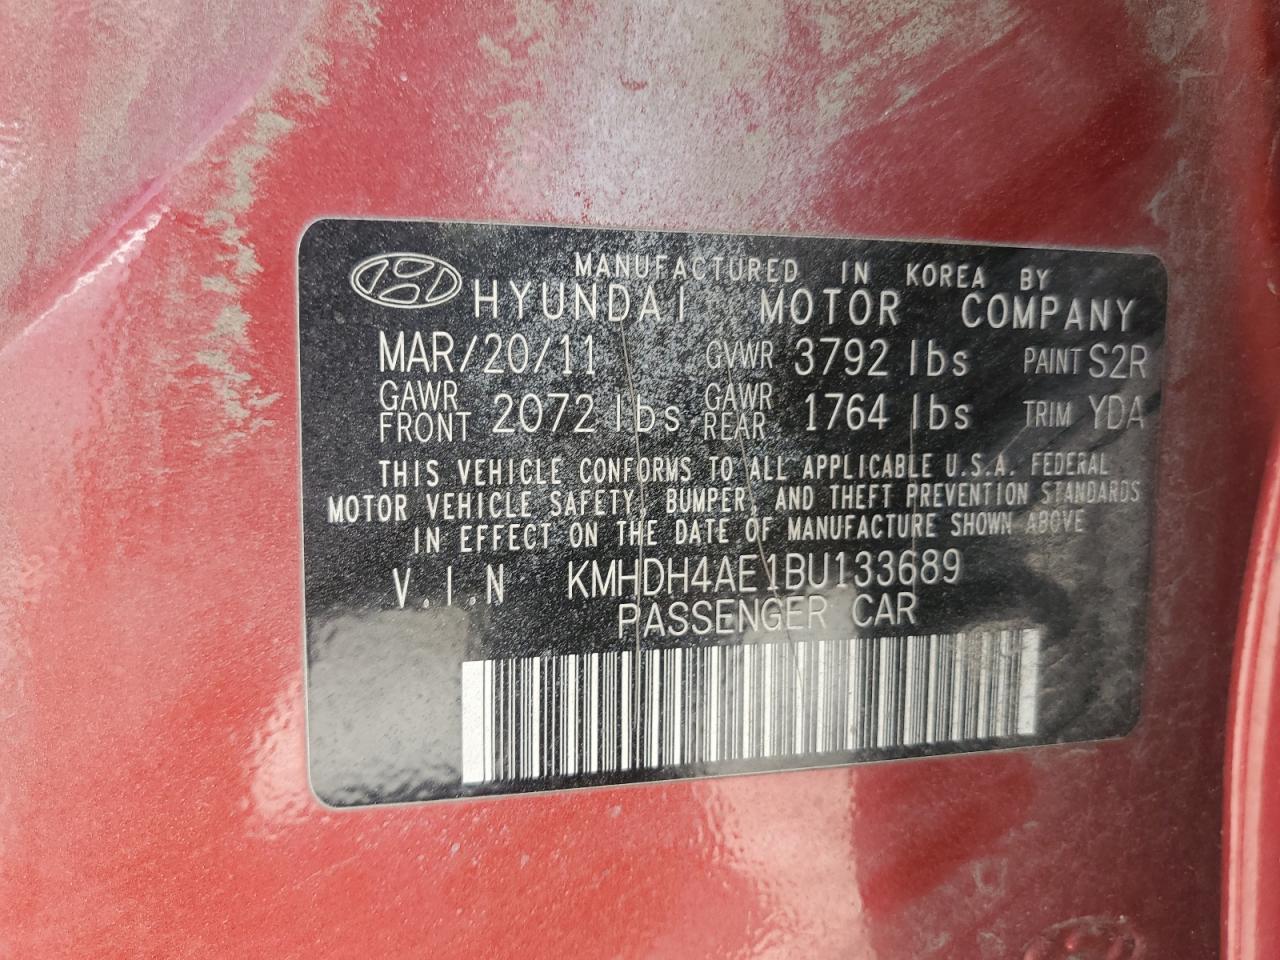 MANUFACTURED IN KOREA BY
HYUNDAI MOTOR COMPANY
MAR/20/11 GVWR 3792 lbs PAINT S2R
GAWR FRONT 2072 lbs GAWR REAR 1764 lbs TRIM YDA
THIS VEHICLE CONFORMS TO ALL APPLICABLE U.S.A. FEDERAL
MOTOR VEHICLE SAFETY, BUMPER, AND THEFT PREVENTION STANDARDS
IN EFFECT ON THE DATE OF MANUFACTURE SHOWN ABOVE
V.I.N KMHDH4AE1BU133689
PASSENGER CAR